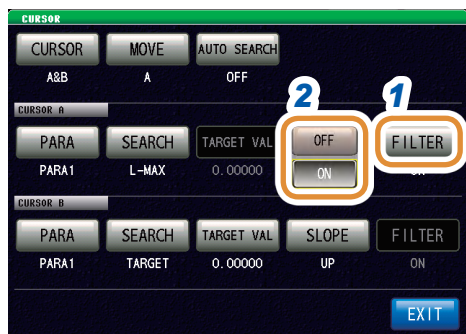 CURSOR
CURSOR MOVE AUTO SEARCH
A&B A OFF
2 1
CURSOR A
PARA SEARCH TARGET VAL OFF FILTER
PARA1 L-MAX 0.00000 ON ON
CURSOR B
PARA SEARCH TARGET VAL SLOPE FILTER
PARA1 TARGET 0.00000 UP ON
EXIT